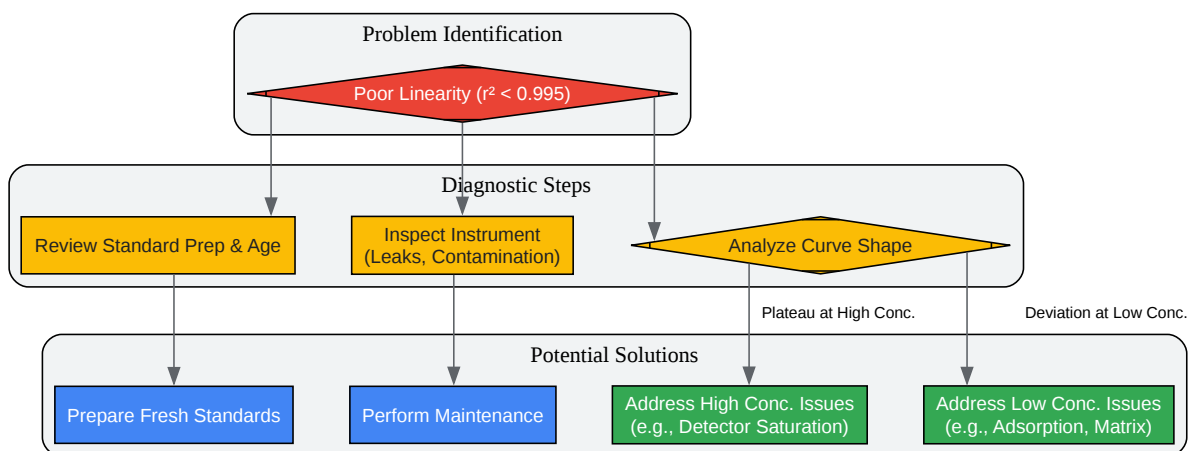 Problem Identification
Poor Linearity (r² < 0.995)
Diagnostic Steps
Review Standard Prep & Age
Inspect Instrument
(Leaks, Contamination)
Analyze Curve Shape
Plateau at High Conc.
Deviation at Low Conc.
Potential Solutions
Prepare Fresh Standards
Perform Maintenance
Address High Conc. Issues
(e.g., Detector Saturation)
Address Low Conc. Issues
(e.g., Adsorption, Matrix)